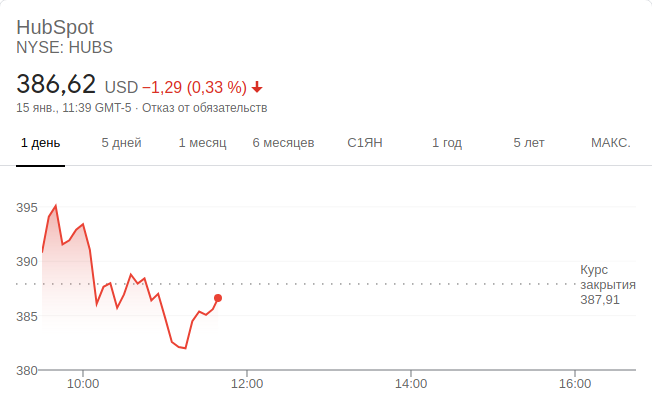 HubSpot
NYSE: HUBS
386,62 USD −1,29 (0,33 %)
15 янв., 11:39 GMT-5 · Отказ от обязательств
1 день 5 дней 1 месяц 6 месяцев С1ЯН 1 год 5 лет МАКС.
395
390
Курс
закрытия
387,91
385
380
10:00 12:00 14:00 16:00